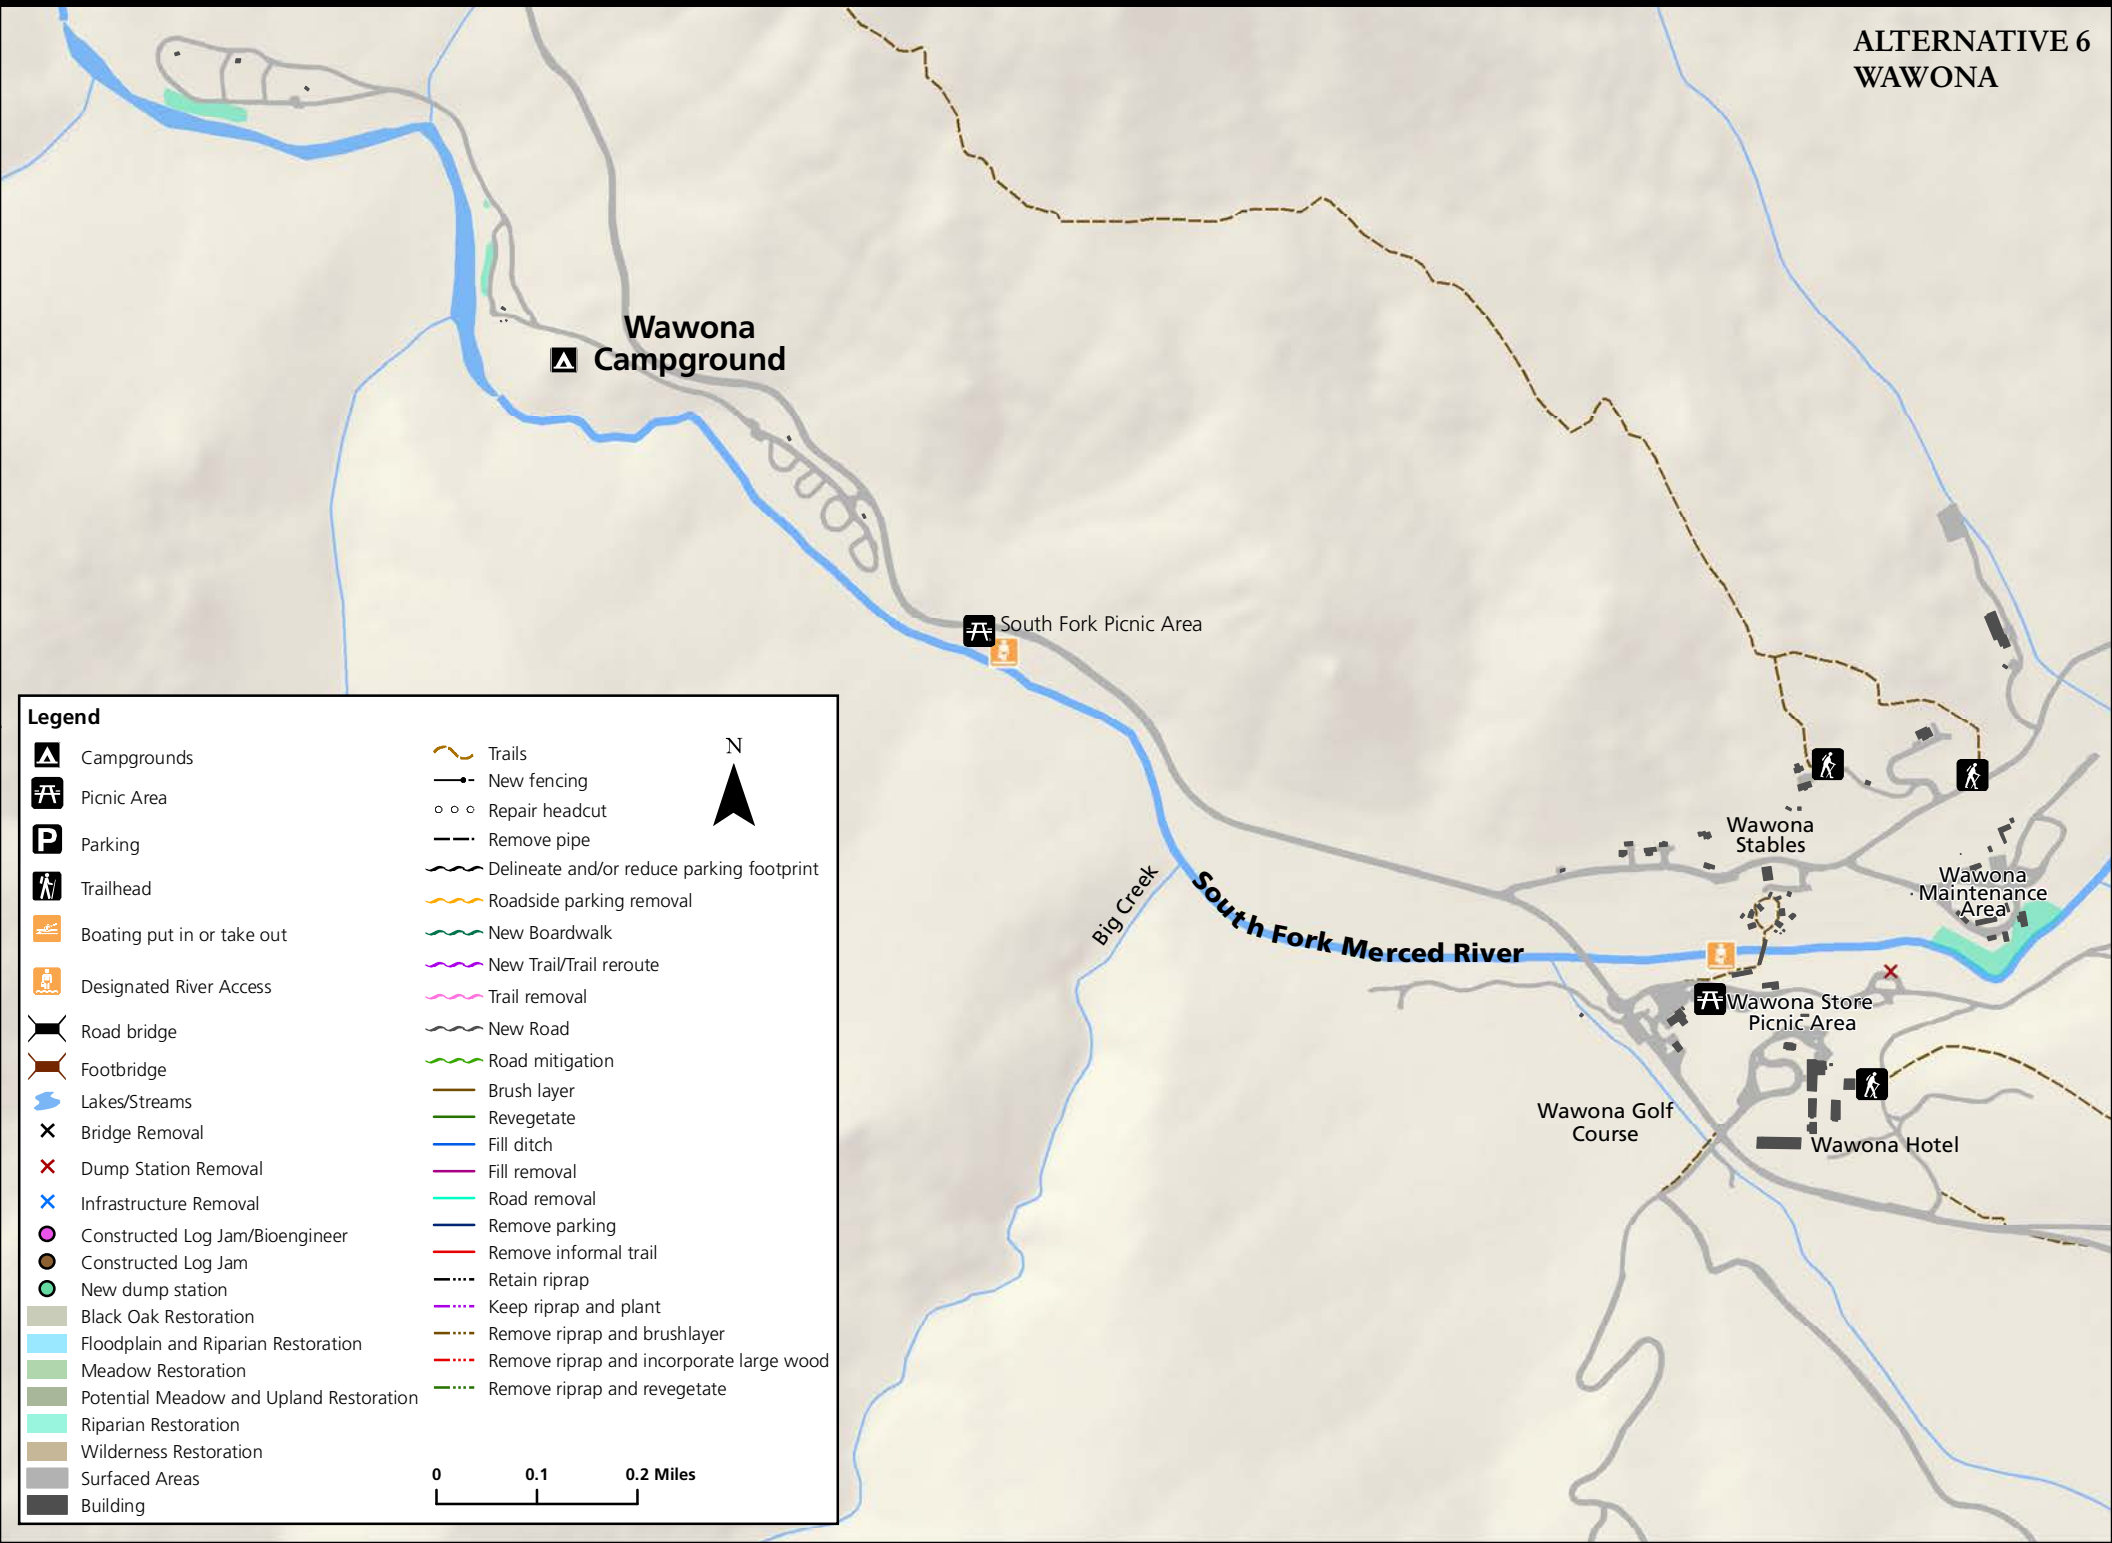 ALTERNATIVE 6
WAWONA
Wawona
Campground
South Fork Picnic Area
Wawona
Stables
Wawona
Maintenance
Area
Big Creek
South Fork Merced River
Wawona Store
Picnic Area
Wawona Golf
Course
Wawona Hotel
Legend
Campgrounds
Picnic Area
P
Parking
Trailhead
Boating put in or take out
Designated River Access
Road bridge
Footbridge
Lakes/Streams
Bridge Removal
Dump Station Removal
Infrastructure Removal
Constructed Log Jam/Bioengineer
Constructed Log Jam
New dump station
Black Oak Restoration
Floodplain and Riparian Restoration
Meadow Restoration
Potential Meadow and Upland Restoration
Riparian Restoration
Wilderness Restoration
Surfaced Areas
Building
Trails
New fencing
Repair headcut
Remove pipe
Delineate and/or reduce parking footprint
Roadside parking removal
New Boardwalk
New Trail/Trail reroute
Trail removal
New Road
Road mitigation
Brush layer
Revegetate
Fill ditch
Fill removal
Road removal
Remove parking
Remove informal trail
Retain riprap
Keep riprap and plant
Remove riprap and brushlayer
Remove riprap and incorporate large wood
Remove riprap and revegetate
N
0 0.1 0.2 Miles